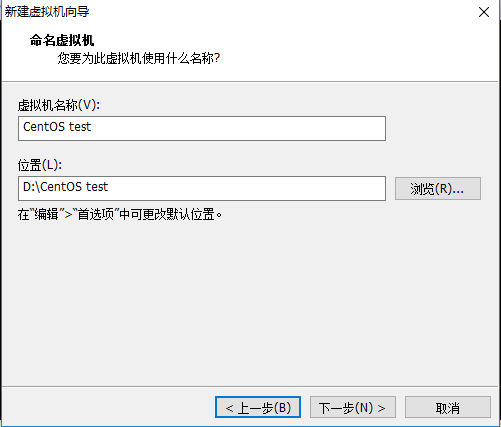 新建虚拟机向导
命名虚拟机
您要为此虚拟机使用什么名称?
虚拟机名称(V):
CentOS test
位置(L):
D:\CentOS test
浏览(R)...
在“编辑”>“首选项”中可更改默认位置。
< 上一步(B)
下一步(N) >
取消